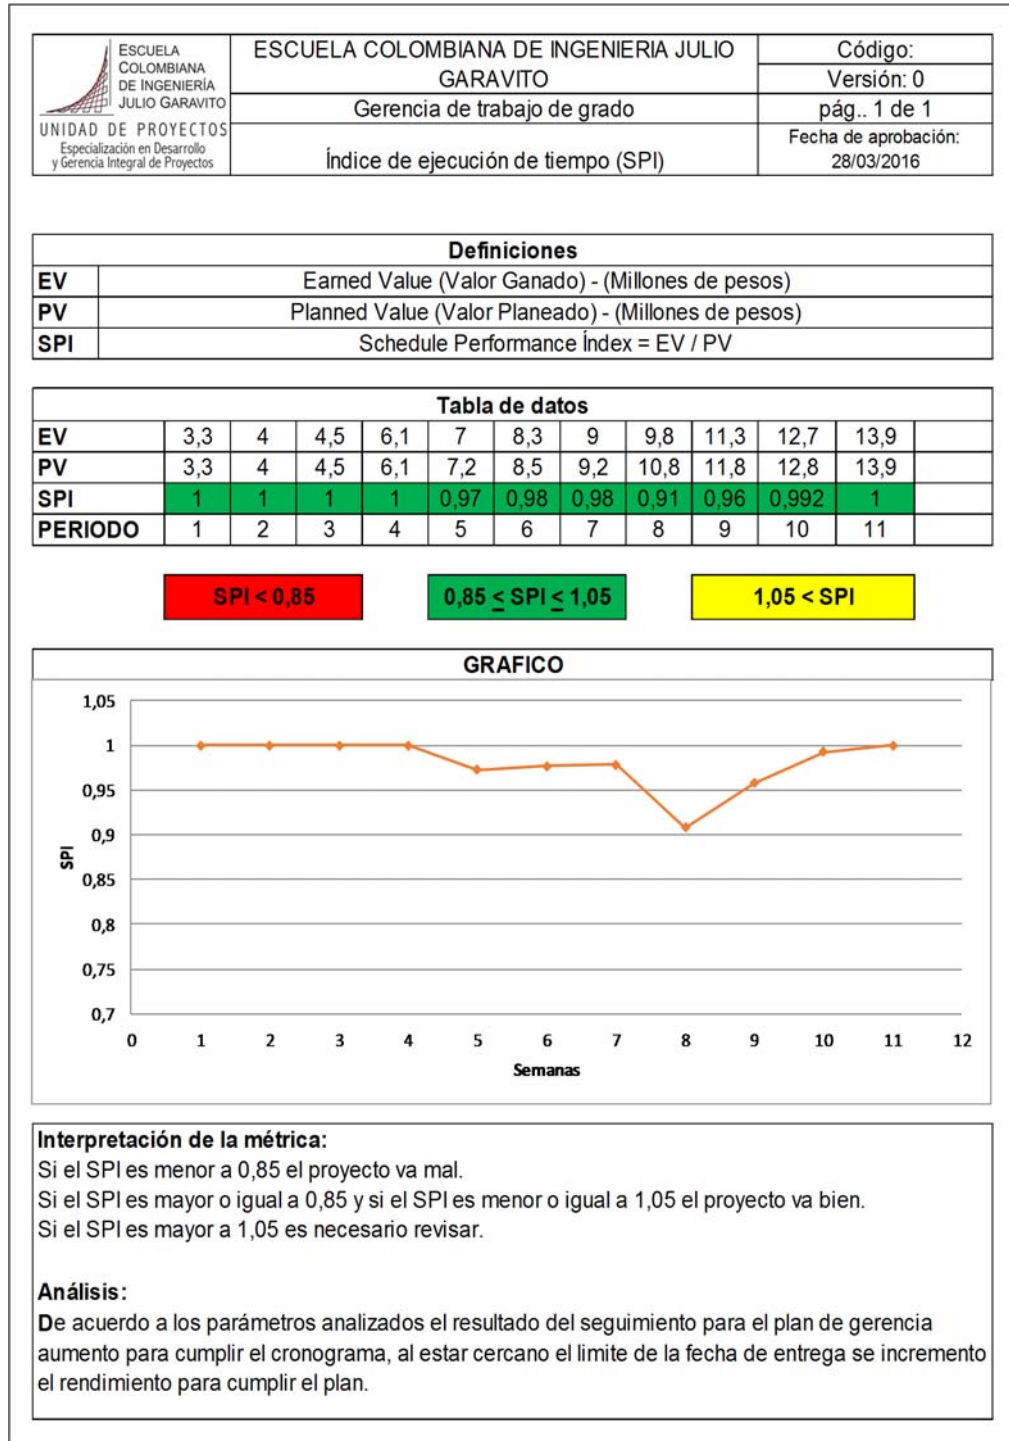 ESCUELA
COLOMBIANA
DE INGENIERÍA
JULIO GARAVITO
UNIDAD DE PROYECTOS
Especialización en Desarrollo
y Gerencia Integral de Proyectos
ESCUELA COLOMBIANA DE INGENIERIA JULIO
GARAVITO
Gerencia de trabajo de grado
Índice de ejecución de tiempo (SPI)
Código:
Versión: 0
pág.. 1 de 1
Fecha de aprobación:
28/03/2016
Definiciones
EV Earned Value (Valor Ganado) - (Millones de pesos)
PV Planned Value (Valor Planeado) - (Millones de pesos)
SPI Schedule Performance Índex = EV / PV
Tabla de datos
EV 3,3 4 4,5 6,1 7 8,3 9 9,8 11,3 12,7 13,9
PV 3,3 4 4,5 6,1 7,2 8,5 9,2 10,8 11,8 12,8 13,9
SPI 1 1 1 1 0,97 0,98 0,98 0,91 0,96 0,992 1
PERIODO 1 2 3 4 5 6 7 8 9 10 11
SPI < 0,85 0,85 ≤ SPI ≤ 1,05 1,05 < SPI
GRAFICO
1,05
1
0,95
0,9
0,85
0,8
0,75
0,7
SPI
0 1 2 3 4 5 6 7 8 9 10 11 12
Semanas
Interpretación de la métrica:
Si el SPI es menor a 0,85 el proyecto va mal.
Si el SPI es mayor o igual a 0,85 y si el SPI es menor o igual a 1,05 el proyecto va bien.
Si el SPI es mayor a 1,05 es necesario revisar.
Análisis:
De acuerdo a los parámetros analizados el resultado del seguimiento para el plan de gerencia
aumento para cumplir el cronograma, al estar cercano el limite de la fecha de entrega se incremento
el rendimiento para cumplir el plan.